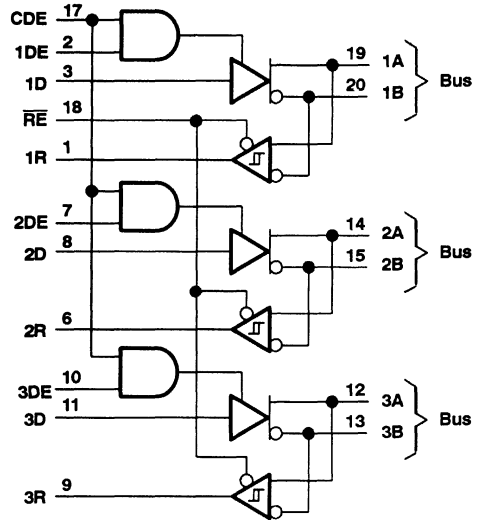 CDE 17
1DE 2
1D 3
RE 18
1R 1
19 1A
20 1B
Bus
2DE 7
2D 8
2R 6
14 2A
15 2B
Bus
3DE 10
3D 11
3R 9
12 3A
13 3B
Bus